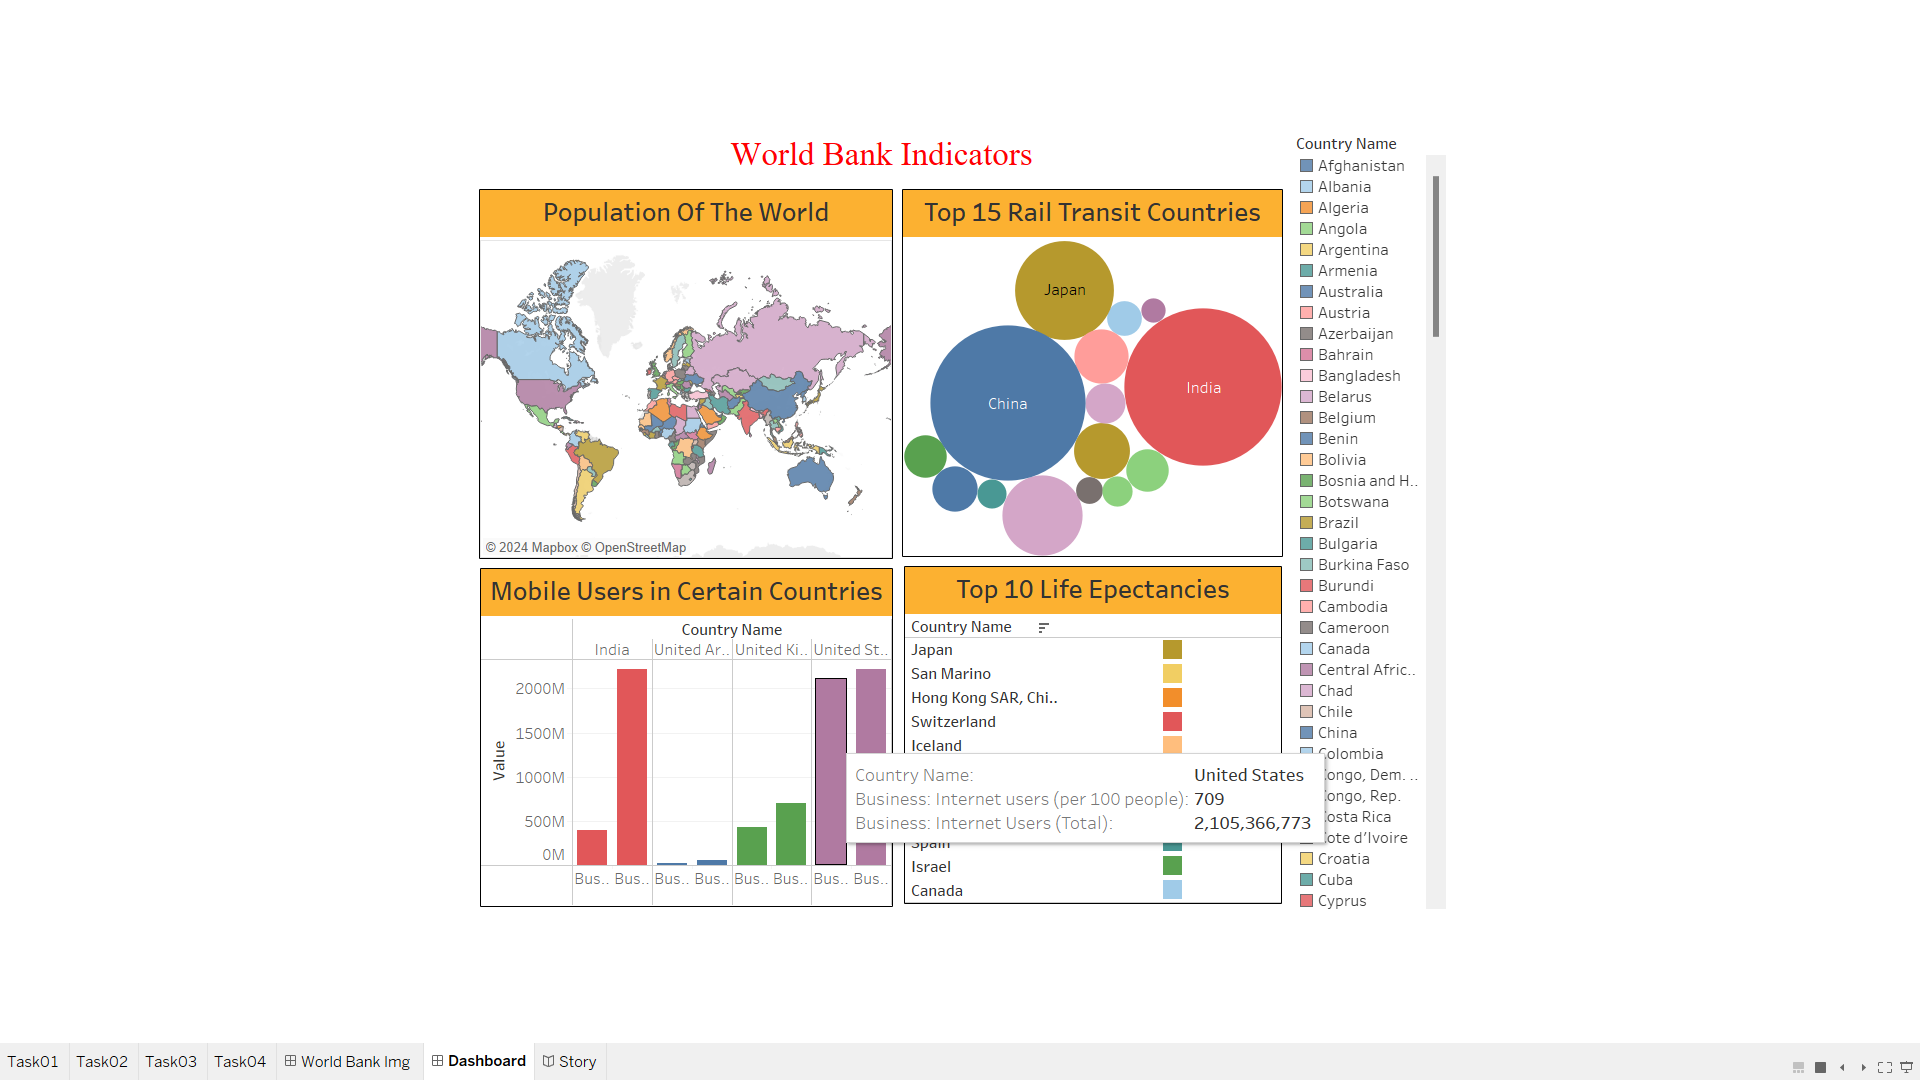 World Bank Indicators
Population Of The World
© 2024 Mapbox © OpenStreetMap
Top 15 Rail Transit Countries
Japan
China
India
Mobile Users in Certain Countries
Country Name
India United Ar.. United Ki.. United St..
Value
2000M
1500M
1000M
500M
0M
Bus.. Bus.. Bus.. Bus.. Bus.. Bus.. Bus.. Bus..
Top 10 Life Epectancies
Country Name
Japan
San Marino
Hong Kong SAR, Chi..
Switzerland
Iceland
Spain
Israel
Canada
Country Name: United States
Business: Internet users (per 100 people): 709
Business: Internet Users (Total): 2,105,366,773
Country Name
Afghanistan
Albania
Algeria
Angola
Argentina
Armenia
Australia
Austria
Azerbaijan
Bahrain
Bangladesh
Belarus
Belgium
Benin
Bolivia
Bosnia and H..
Botswana
Brazil
Bulgaria
Burkina Faso
Burundi
Cambodia
Cameroon
Canada
Central Afric..
Chad
Chile
China
Colombia
Congo, Dem. ..
Congo, Rep.
Costa Rica
Cote d'Ivoire
Croatia
Cuba
Cyprus
Task01 Task02 Task03 Task04 World Bank Img Dashboard Story